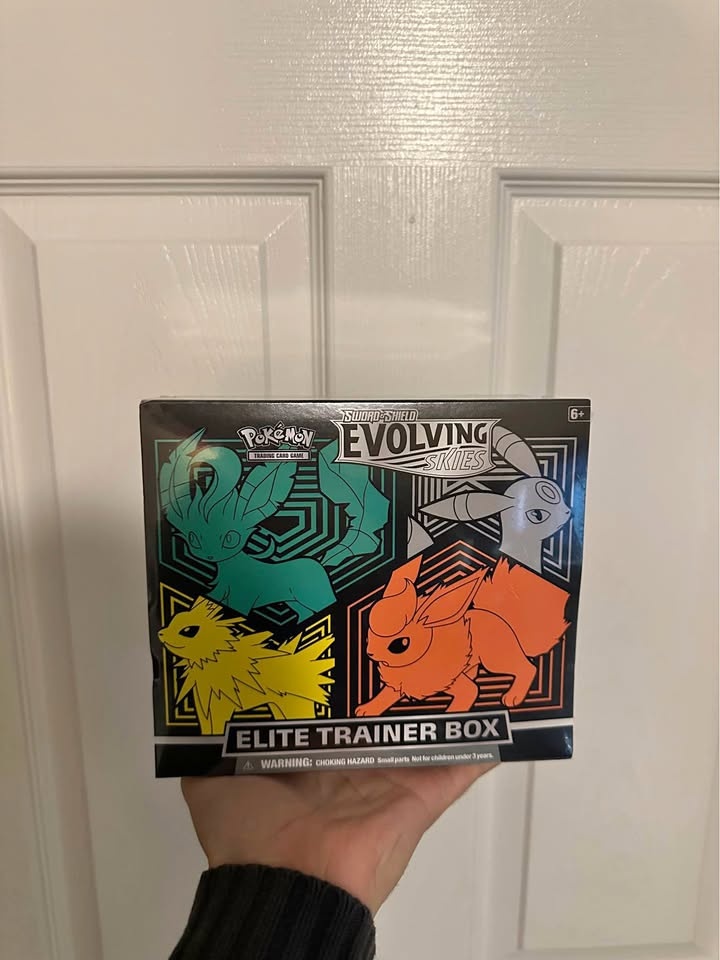 Pokémon
TRADING CARD GAME
SWORD & SHIELD
EVOLVING
SKIES
6+
ELITE TRAINER BOX
WARNING: CHOKING HAZARD Small parts Not for children under 3 years.